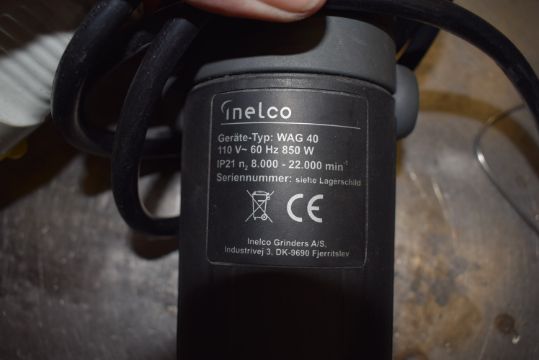 inelco
Geräte-Typ: WAG 40
110 V~ 60 Hz 850 W
IP21 n₂ 8.000 - 22.000 min⁻¹
Seriennummer: siehe Lagerschild
CE
Inelco Grinders A/S.
Industrivej 3. DK-9690 Fjerritslev